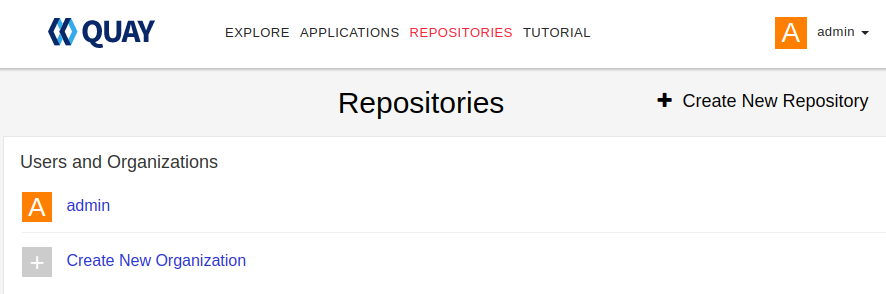 QUAY EXPLORE APPLICATIONS REPOSITORIES TUTORIAL A admin
Repositories + Create New Repository
Users and Organizations
A admin
+ Create New Organization